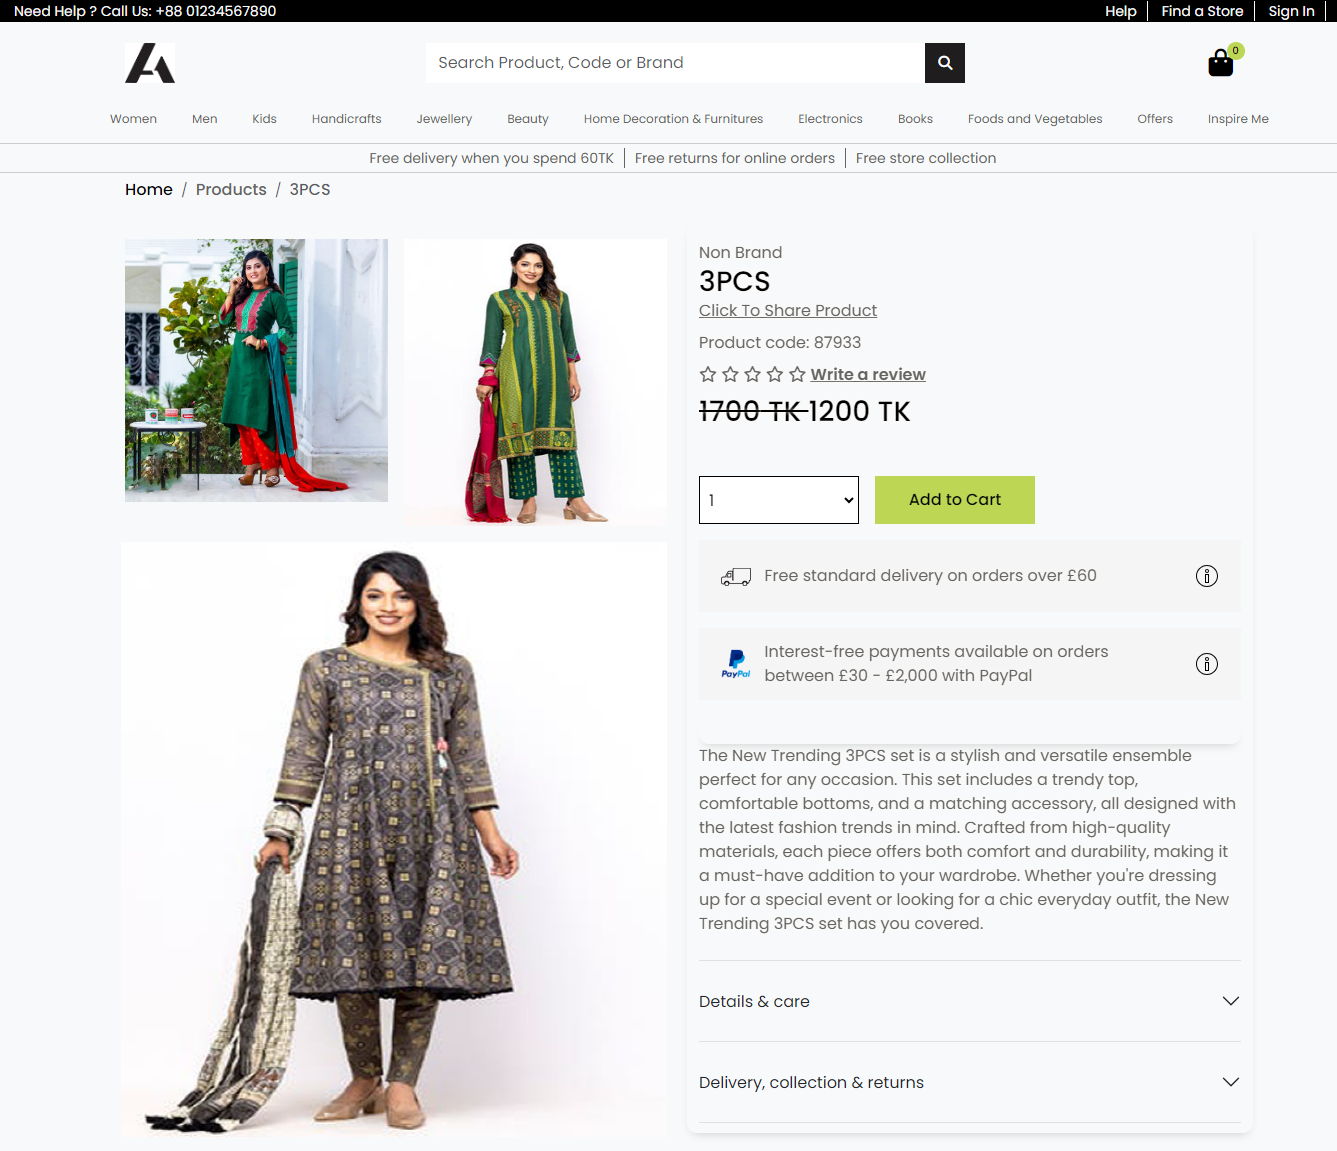 Need Help ? Call Us: +88 01234567890
Help
Find a Store
Sign In
Search Product, Code or Brand
0
Women
Men
Kids
Handicrafts
Jewellery
Beauty
Home Decoration & Furnitures
Electronics
Books
Foods and Vegetables
Offers
Inspire Me
Free delivery when you spend 60TK
Free returns for online orders
Free store collection
Home / Products / 3PCS
Non Brand
3PCS
Click To Share Product
Product code: 87933
Write a review
1700 TK 1200 TK
1
Add to Cart
Free standard delivery on orders over £60
PayPal
Interest-free payments available on orders
between £30 - £2,000 with PayPal
The New Trending 3PCS set is a stylish and versatile ensemble
perfect for any occasion. This set includes a trendy top,
comfortable bottoms, and a matching accessory, all designed with
the latest fashion trends in mind. Crafted from high-quality
materials, each piece offers both comfort and durability, making it
a must-have addition to your wardrobe. Whether you're dressing
up for a special event or looking for a chic everyday outfit, the New
Trending 3PCS set has you covered.
Details & care
Delivery, collection & returns